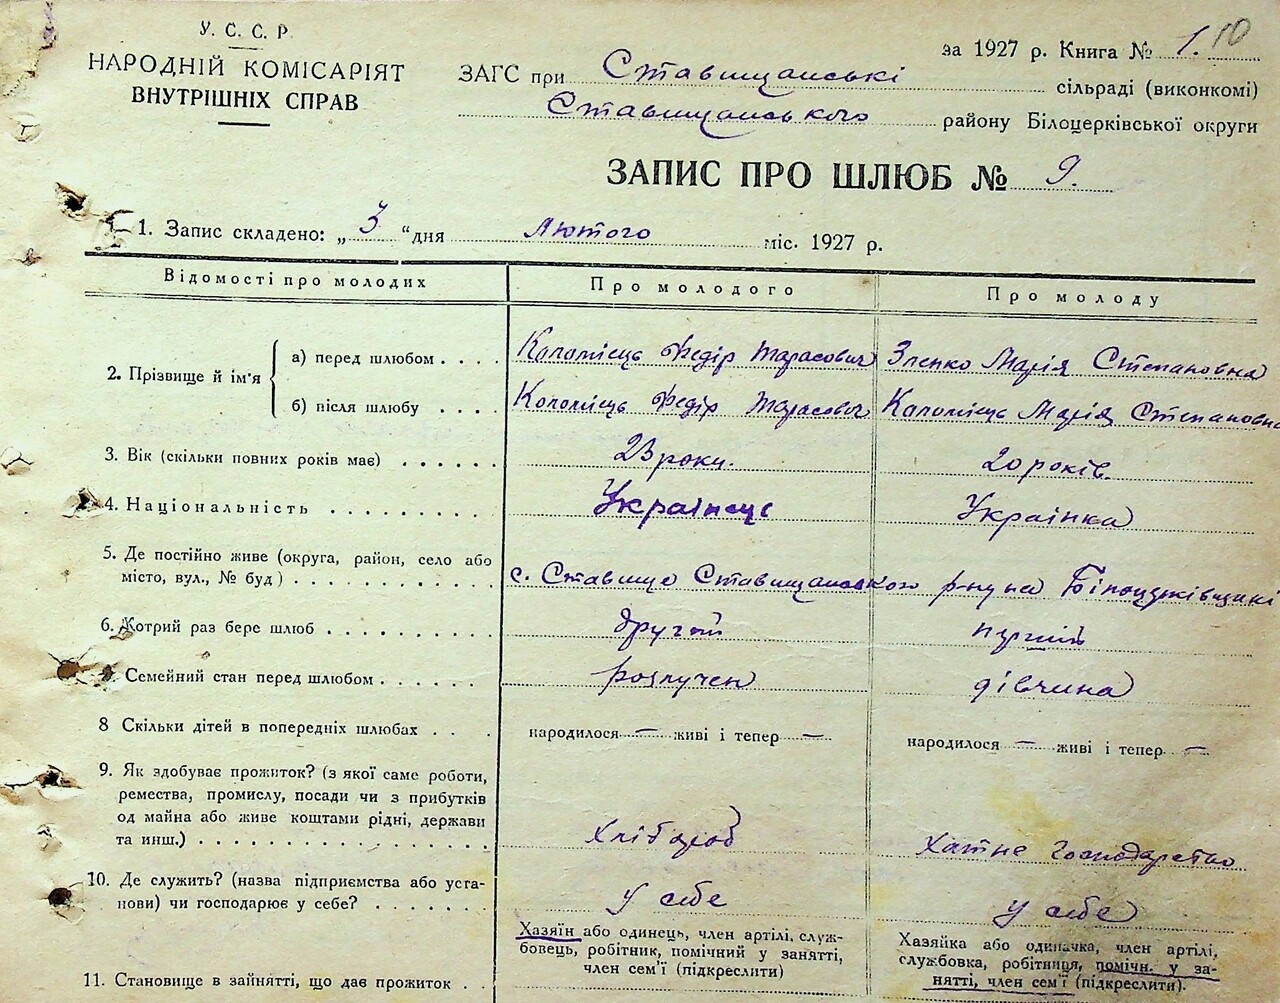 У. С. С. Р.
НАРОДНІЙ КОМІСАРІЯТ
ВНУТРІШНІХ СПРАВ
за 1927 р. Книга № 1. 10
ЗАГС при Ставищанські сільраді (виконкомі)
Ставищанського району Білоцерківської округи
ЗАПИС ПРО ШЛЮБ № 9.
1. Запис складено: „ 3 “ дня лютого міс. 1927 р.
Відомості про молодих Про молодого Про молоду
2. Прізвище й ім'я
а) перед шлюбом . . . . Коломієць Федір Тарасович Зленко Марія Степановна
б) після шлюбу . . . . Коломієць Федір Тарасович Коломієць Марія Степановна
3. Вік (скільки повних років має) . . . . . . 23 роки. 20 років.
4. Національність . . . . . . . . . Українець Українка
5. Де постійно живе (округа, район, село або
місто, вул., № буд) . . . . . . . . . . с. Ставище Ставищанського району Білоцерківщині
6. Котрий раз бере шлюб . . . . . . . . . другий перший
Семейний стан перед шлюбом . . . . . . розлучен дівчина
8 Скільки дітей в попередніх шлюбах . . . народилося — живі і тепер — народилося — живі і тепер —
9. Як здобуває прожиток? (з якої саме роботи,
ремества, промислу, посади чи з прибутків
од майна або живе коштами рідні, держави
та инш.) . . . . . . . . . . . . . . . . Хлібороб Хатне господарство
10. Де служить? (назва підприємства або уста-
нови) чи господарює у себе? . . . . . . у себе у себе
11. Становище в зайнятті, що дає прожиток . .
Хазяїн або одинець, член артілі, служ-
бовець, робітник, помічний у занятті,
член сем'ї (підкреслити)
Хазяйка або одиначка, член артілі,
службовка, робітниця, помічн. у за-
нятті, член сем'ї (підкреслити).